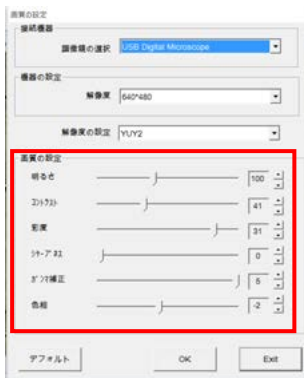 画質の設定
接続機器
顕微鏡の選択 USB Digital Microscope
機器の設定
解像度 640*480
解像度の設定 YUY2
画質の設定
明るさ 100
ｺﾝﾄﾗｽﾄ 41
彩度 31
ｼｬｰﾌﾟﾈｽ 0
ｶﾞﾝﾏ補正 5
色相 -2
デフォルト OK Exit